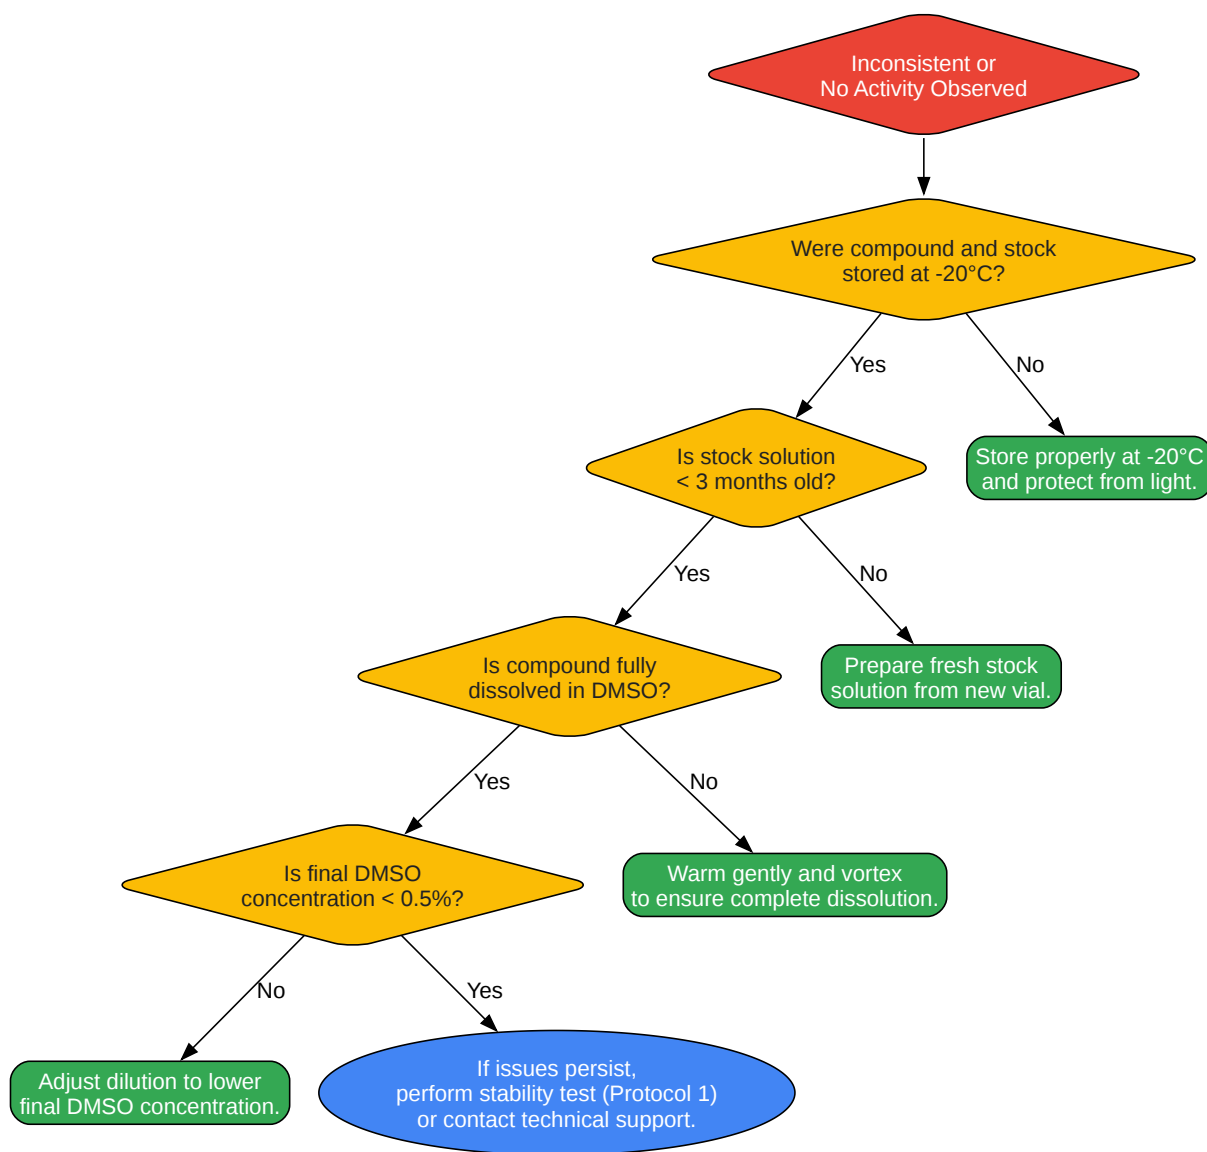 Inconsistent or
No Activity Observed
Were compound and stock
stored at -20°C?
Yes
No
Is stock solution
< 3 months old?
Store properly at -20°C
and protect from light.
Yes
No
Is compound fully
dissolved in DMSO?
Prepare fresh stock
solution from new vial.
Yes
No
Is final DMSO
concentration < 0.5%?
Warm gently and vortex
to ensure complete dissolution.
No
Yes
Adjust dilution to lower
final DMSO concentration.
If issues persist,
perform stability test (Protocol 1)
or contact technical support.